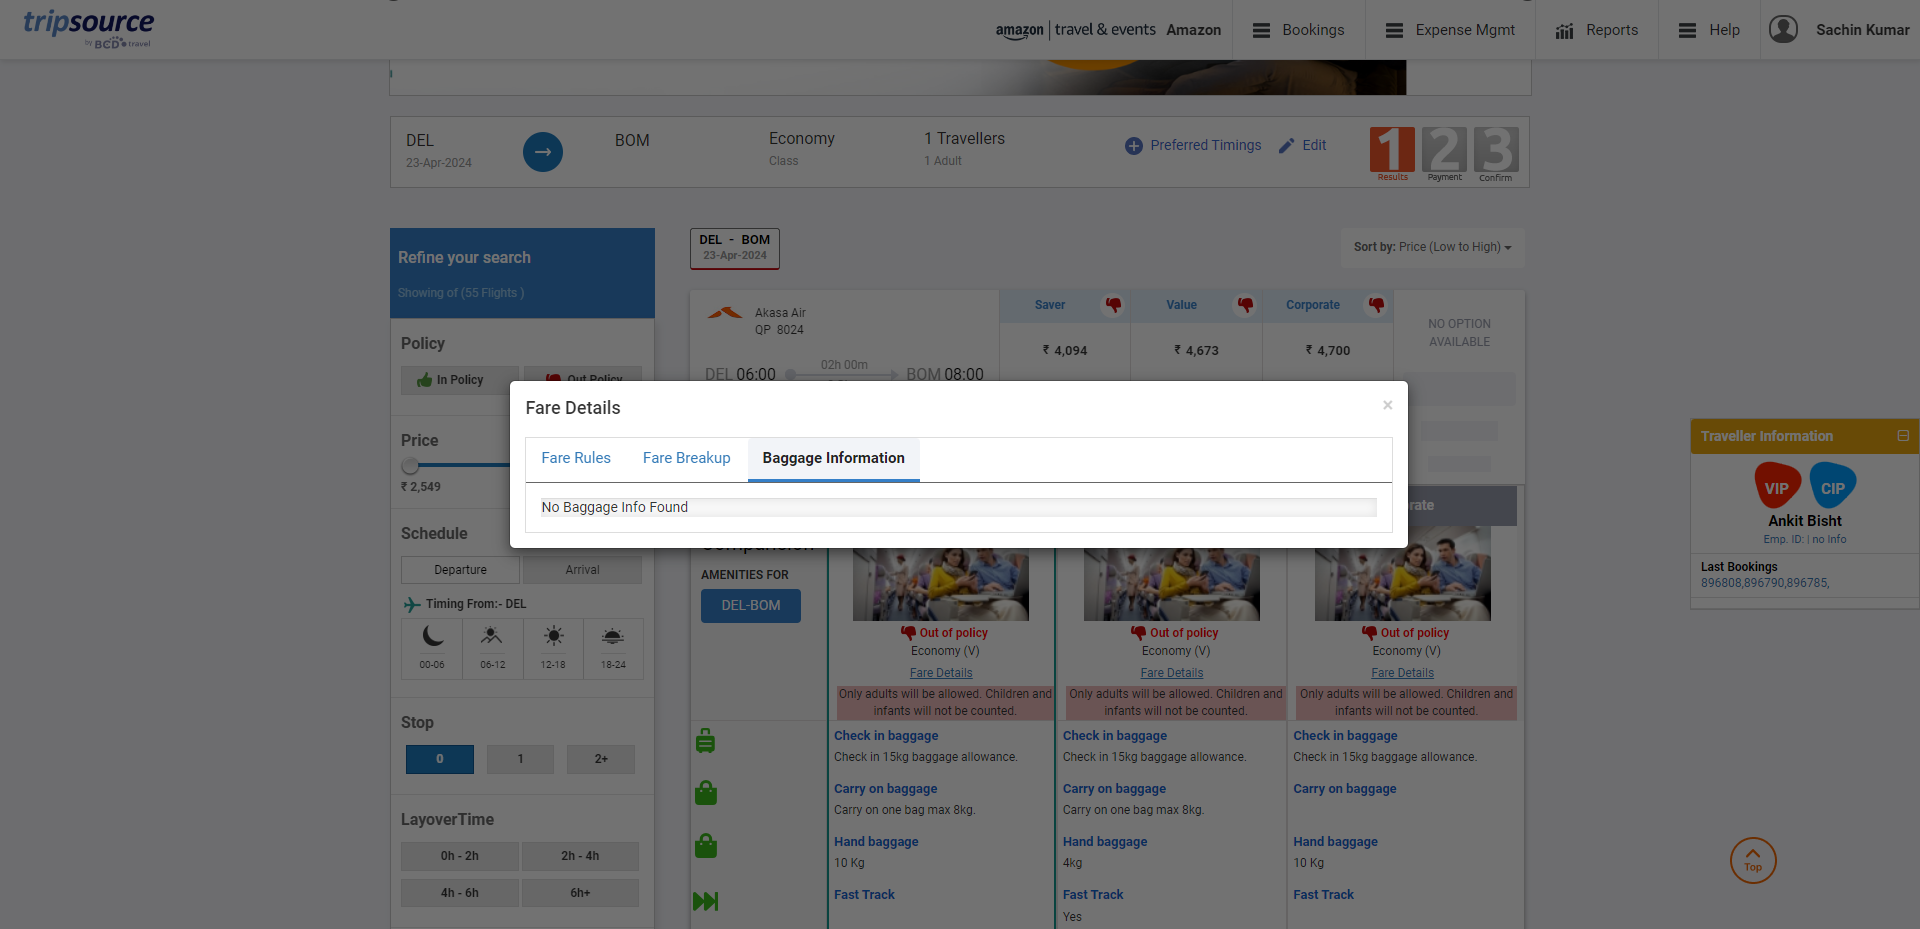 tripsource
by BCD travel
amazon | travel & events Amazon
Bookings
Expense Mgmt
Reports
Help
Sachin Kumar
DEL
23-Apr-2024
BOM
Economy
Class
1 Travellers
1 Adult
Preferred Timings
Edit
1 2 3
Results Payment Confirm
Refine your search
Showing of (55 Flights )
DEL - BOM
23-Apr-2024
Sort by: Price (Low to High)
Policy
In Policy
Out Policy
Price
₹ 2,549
Schedule
Departure
Arrival
Timing From:- DEL
00-06
06-12
12-18
18-24
Stop
0
1
2+
LayoverTime
0h - 2h
2h - 4h
4h - 6h
6h+
Akasa Air
QP 8024
02h 00m
DEL 06:00
BOM 08:00
Saver
Value
Corporate
₹ 4,094
₹ 4,673
₹ 4,700
NO OPTION
AVAILABLE
Fare Details
×
Fare Rules
Fare Breakup
Baggage Information
No Baggage Info Found
AMENITIES FOR
DEL-BOM
Out of policy
Economy (V)
Fare Details
Only adults will be allowed. Children and
infants will not be counted.
Out of policy
Economy (V)
Fare Details
Only adults will be allowed. Children and
infants will not be counted.
Out of policy
Economy (V)
Fare Details
Only adults will be allowed. Children and
infants will not be counted.
Check in baggage
Check in 15kg baggage allowance.
Carry on baggage
Carry on one bag max 8kg.
Hand baggage
10 Kg
Fast Track
Check in baggage
Check in 15kg baggage allowance.
Carry on baggage
Carry on one bag max 8kg.
Hand baggage
4kg
Fast Track
Yes
Check in baggage
Check in 15kg baggage allowance.
Carry on baggage
Hand baggage
10 Kg
Fast Track
Traveller Information
VIP
CIP
Ankit Bisht
Emp. ID: | no Info
Last Bookings
896808,896790,896785,
Top